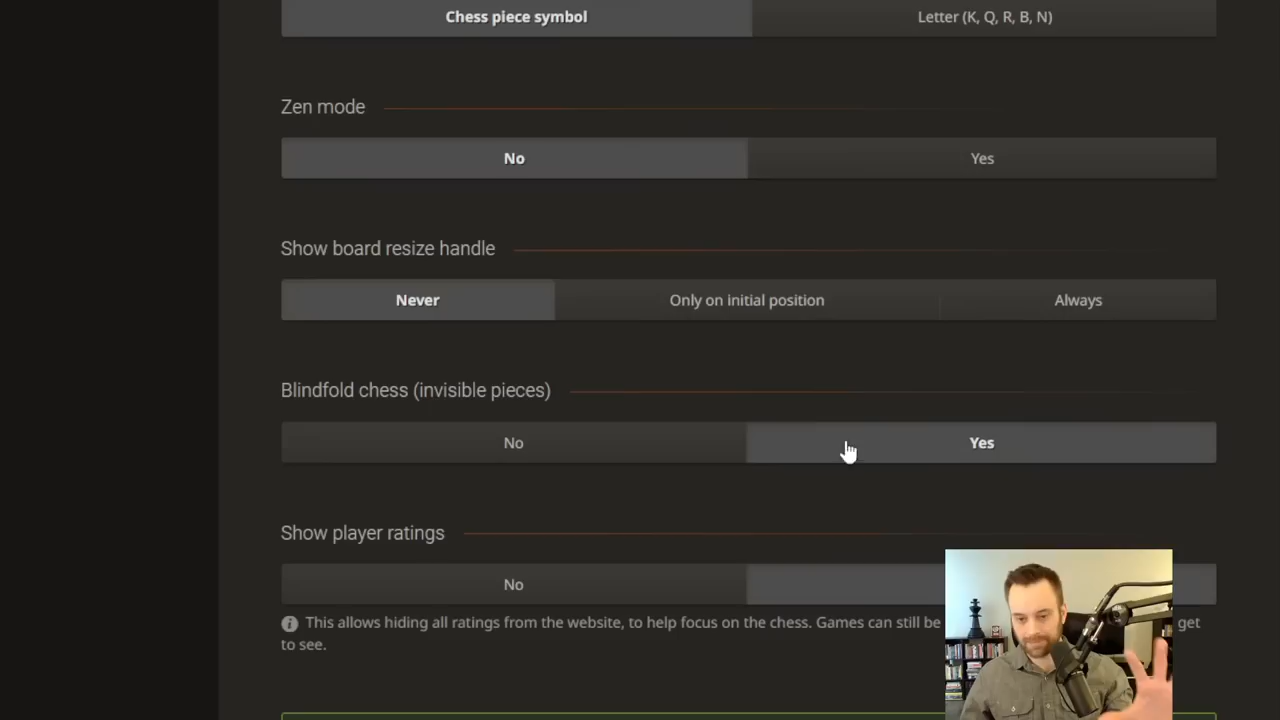 Chess piece symbol
Letter (K, Q, R, B, N)
Zen mode
No
Yes
Show board resize handle
Never
Only on initial position
Always
Blindfold chess (invisible pieces)
No
Yes
Show player ratings
No
This allows hiding all ratings from the website, to help focus on the chess. Games can still be get
to see.